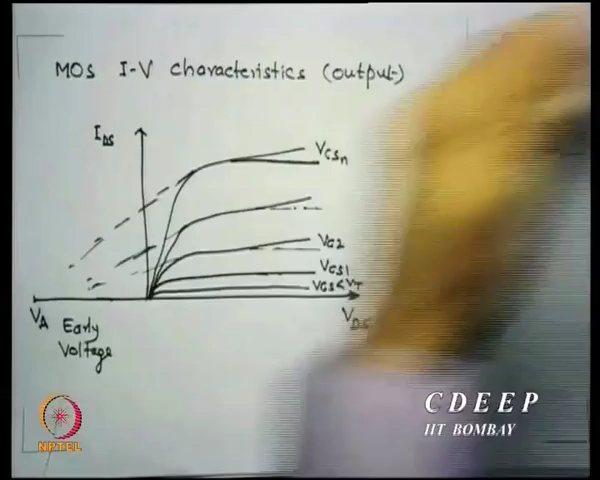 MOS I-V characteristics (output)
IDS
VGSn
VG2
VGS1
VGS<VT
VA Early Voltage
VDS
CDEEP
IIT BOMBAY
NPTEL